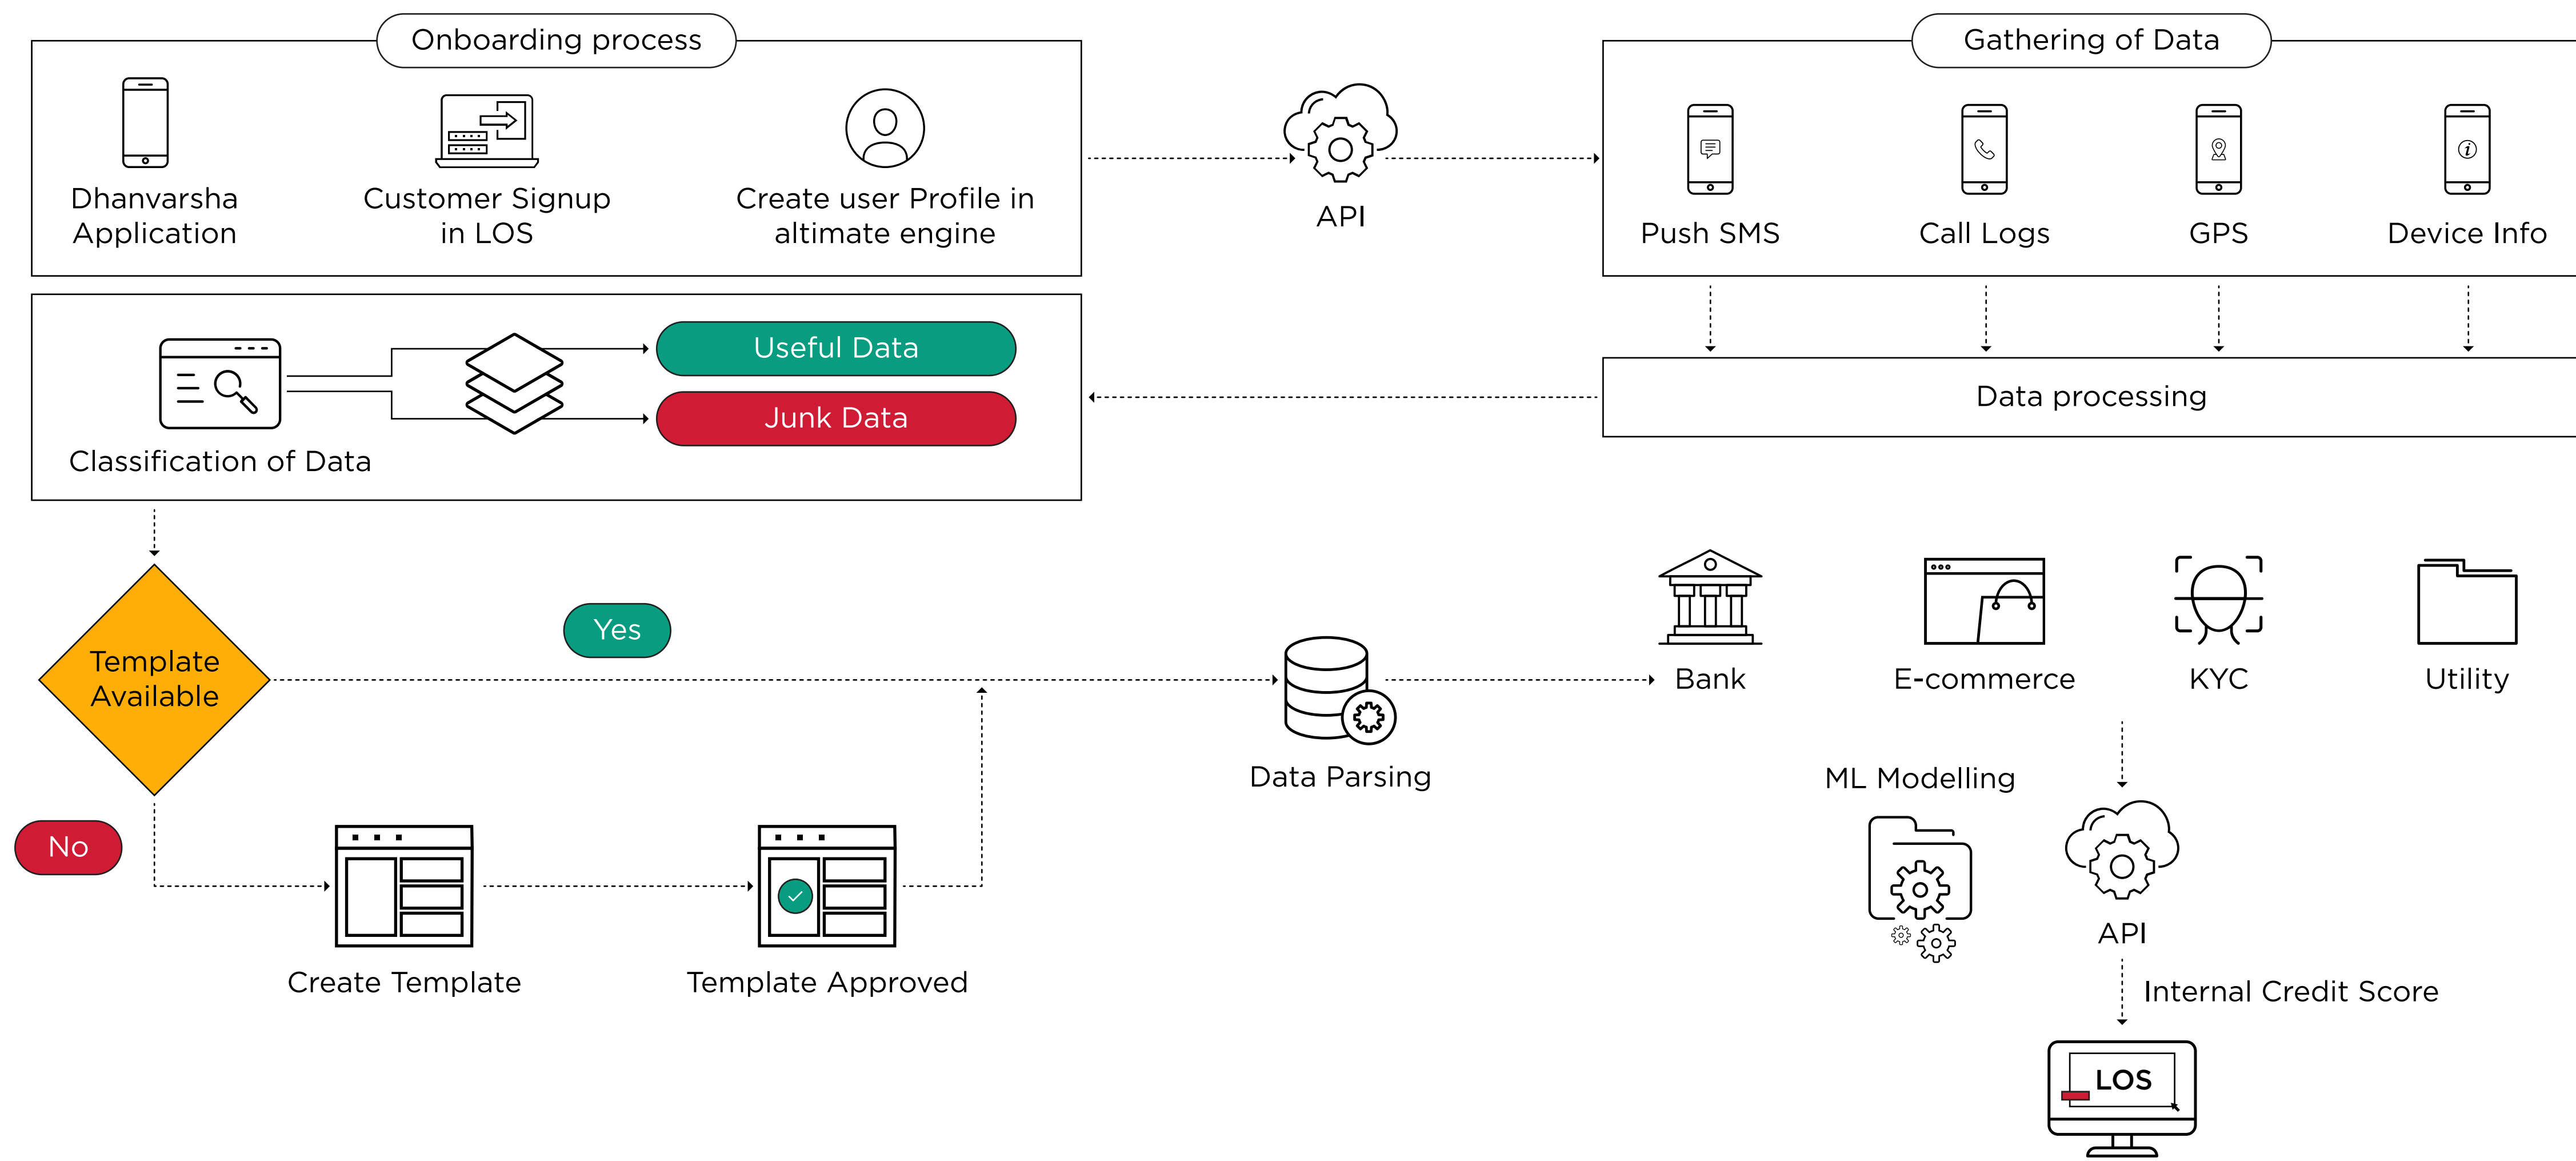 Onboarding process
Dhanvarsha
Application
Customer Signup
in LOS
Create user Profile in
altimate engine
API
Gathering of Data
Push SMS
Call Logs
GPS
Device Info
Data processing
Classification of Data
Useful Data
Junk Data
Template
Available
Yes
No
Create Template
Template Approved
Data Parsing
Bank
E-commerce
KYC
Utility
ML Modelling
API
Internal Credit Score
LOS